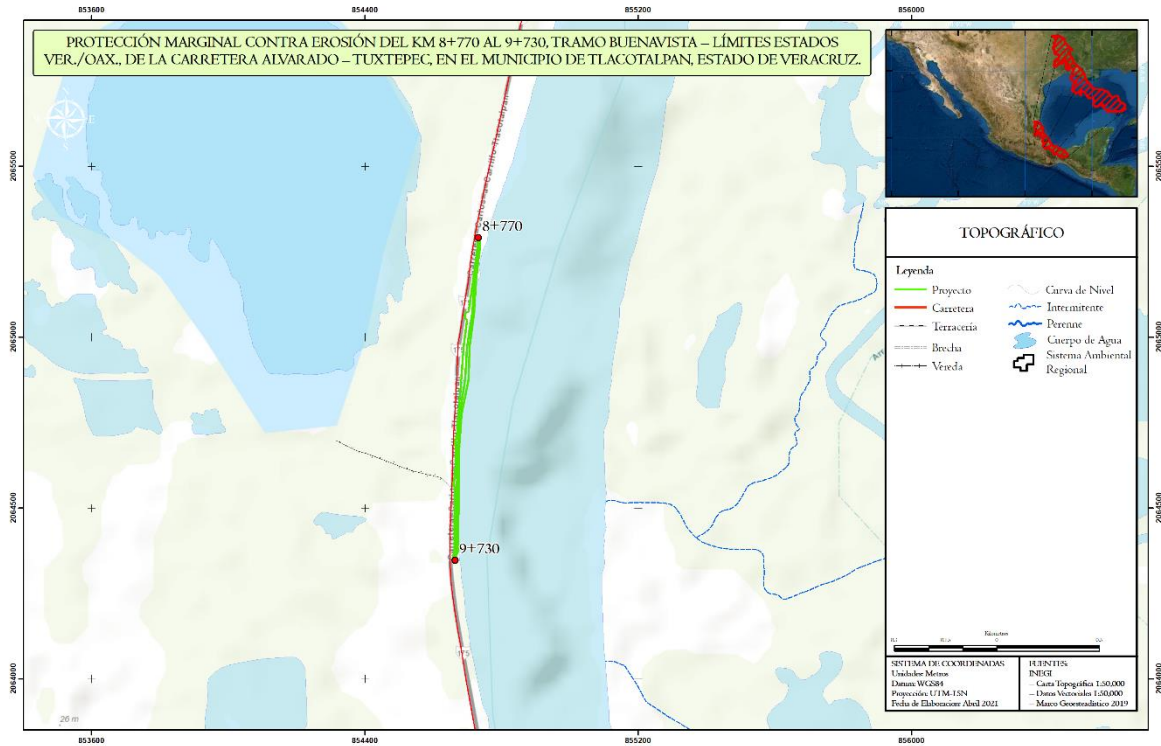 853600 854400 855200 856000
PROTECCIÓN MARGINAL CONTRA EROSIÓN DEL KM 8+770 AL 9+730, TRAMO BUENAVISTA – LÍMITES ESTADOS
VER./OAX., DE LA CARRETERA ALVARADO – TUXTEPEC, EN EL MUNICIPIO DE TLACOTALPAN, ESTADO DE VERACRUZ.
E
2065500 2065500
8+770
2065000 2065000
2064500 2064500
9+730
175
2064000 2064000
26 m
TOPOGRÁFICO
Leyenda
Proyecto
Carretera
Terracería
Brecha
Vereda
Curva de Nivel
Intermitente
Perenne
Cuerpo de Agua
Sistema Ambiental
Regional
Kilometros
0
SISTEMA DE COORDENADAS
Unidades: Metros
Datum: WGS84
Proyección: UTM-15N
Fecha de Elaboracion: Abril 2021
FUENTES:
INEGI
– Carta Topográfica 1:50,000
– Datos Vectoriales 1:50,000
– Marco Geoestadístico 2019
853600 854400 855200 856000